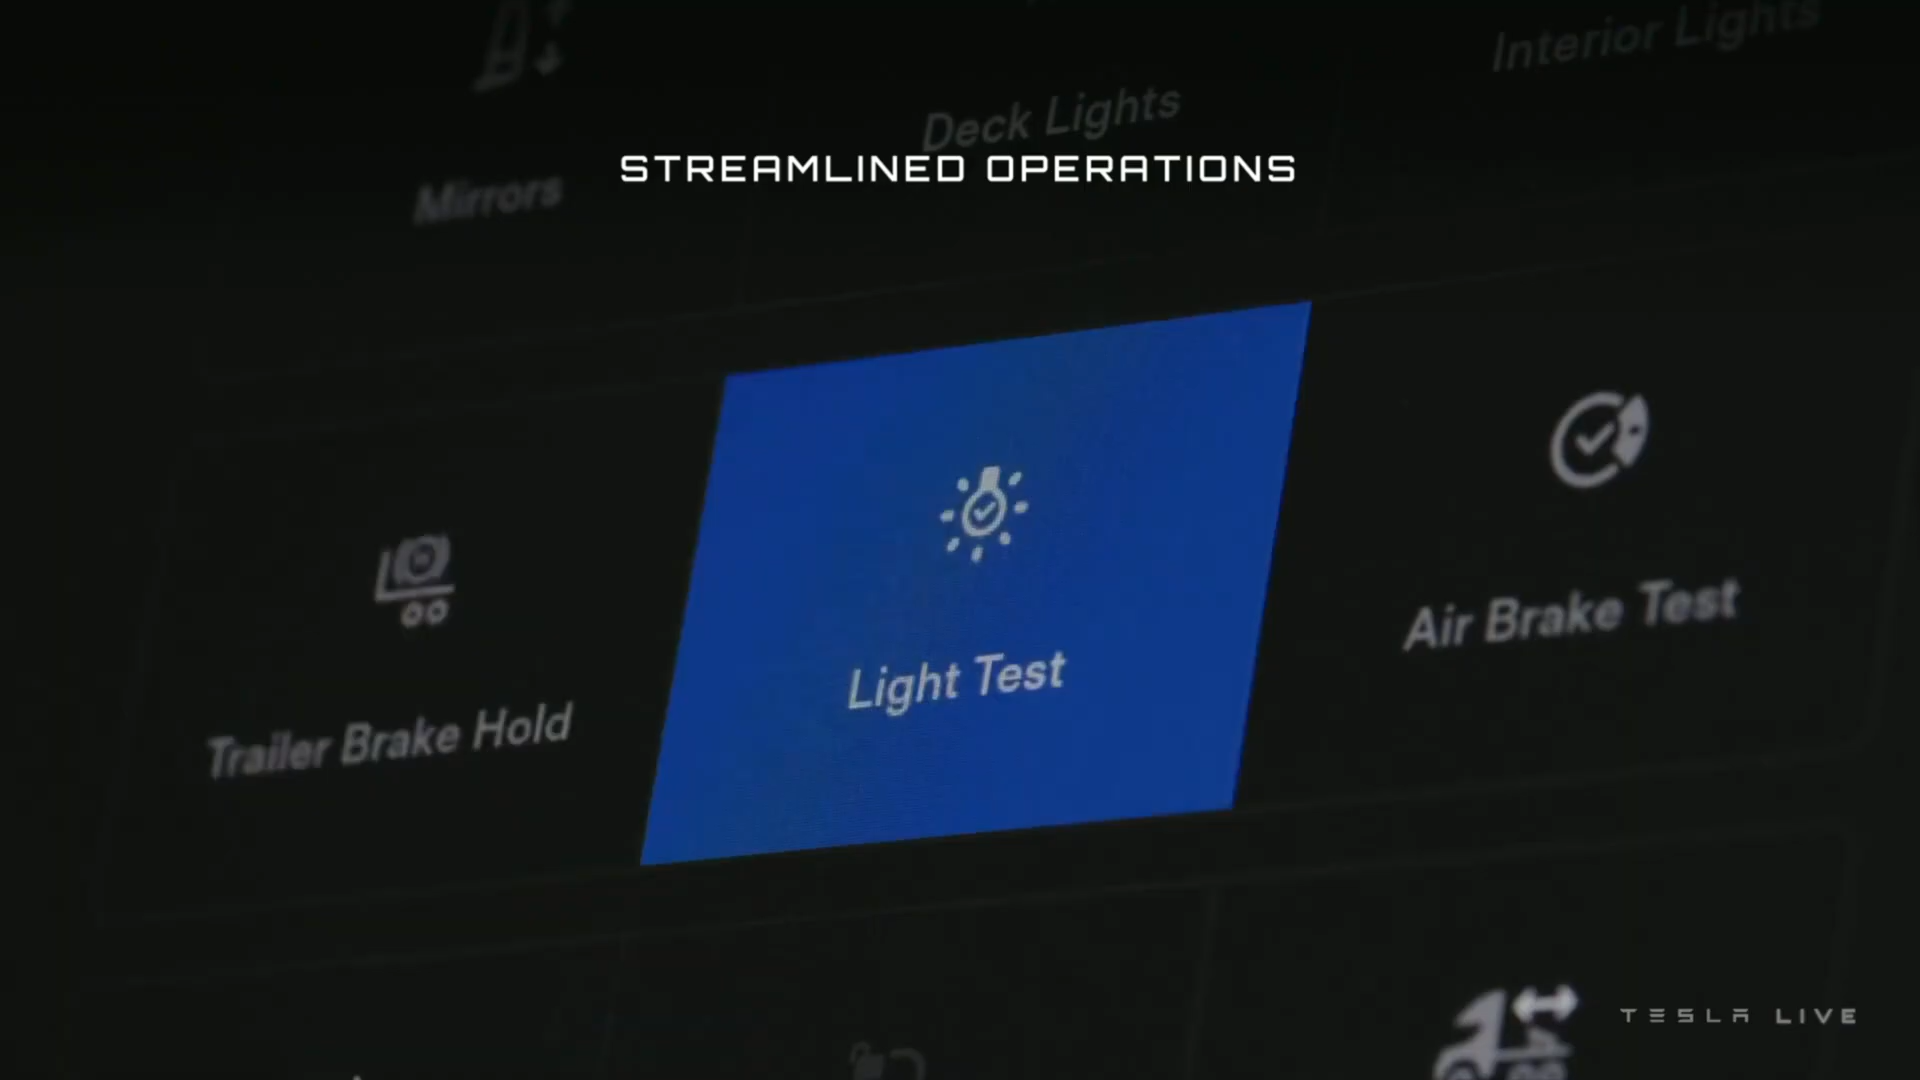 Interior Lights
Deck Lights
STREAMLINED OPERATIONS
Mirrors
Light Test
Air Brake Test
Trailer Brake Hold
TESLA LIVE